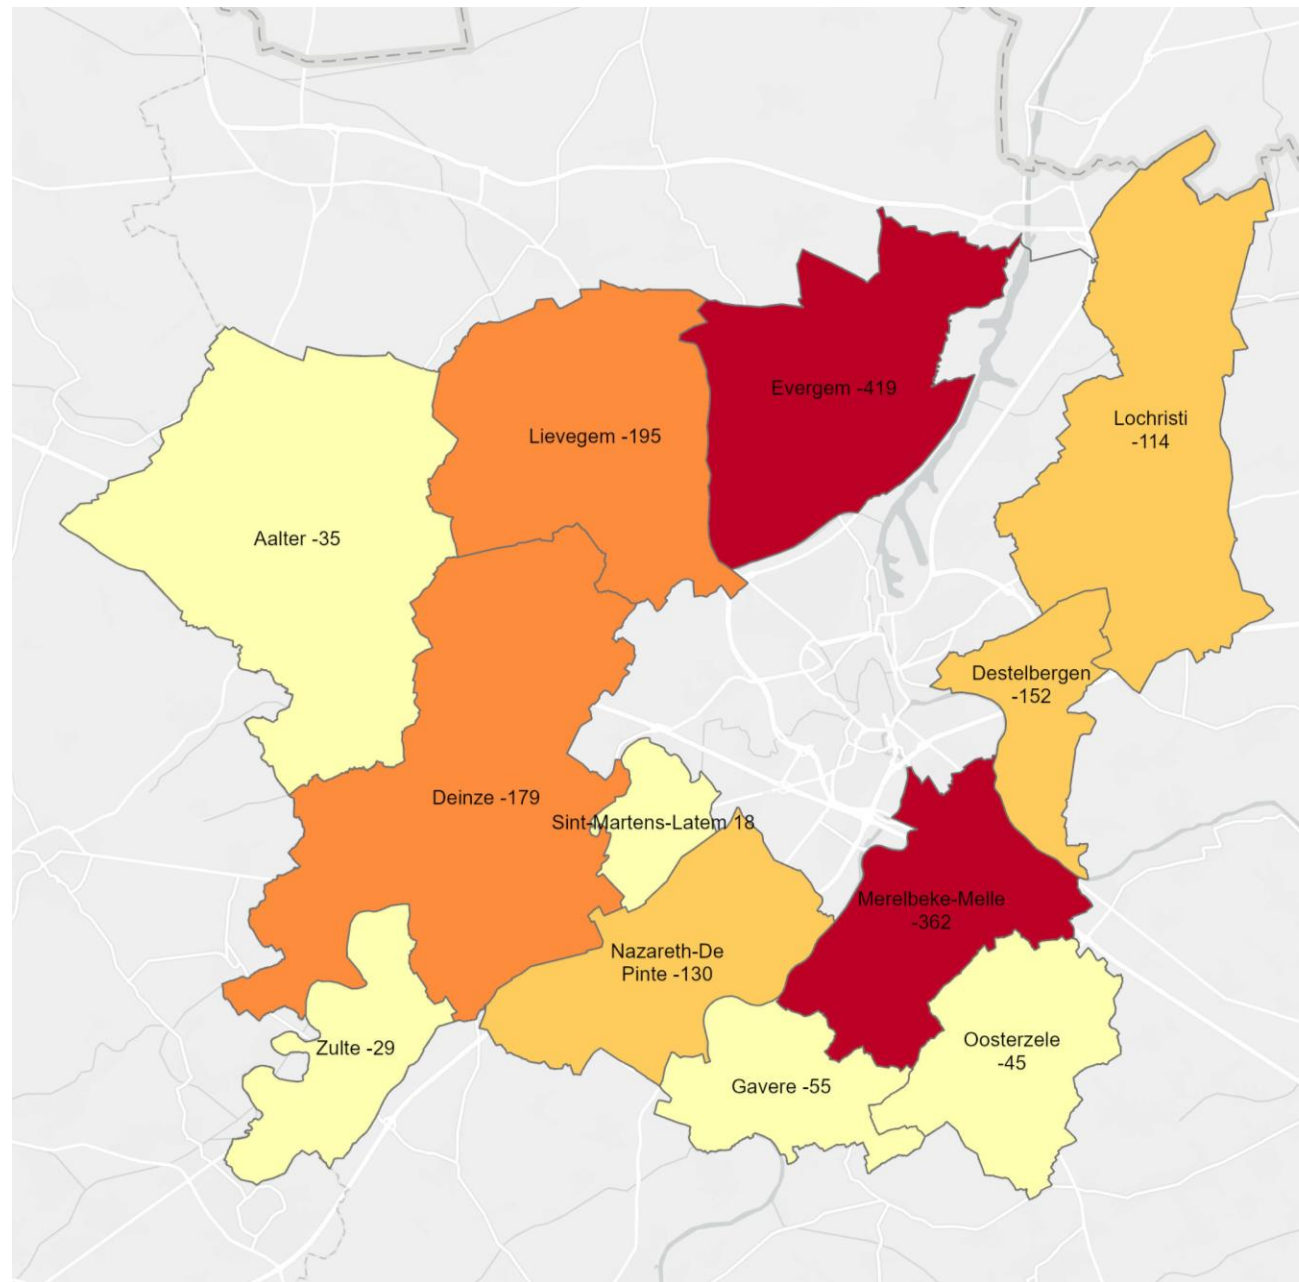 Evergem -419
Lochristi
-114
Lievegem -195
Aalter -35
Destelbergen
-152
Deinze -179
Sint-Martens-Latem 18
Merelbeke-Melle
-362
Nazareth-De
Pinte -130
Zulte -29
Oosterzele
-45
Gavere -55